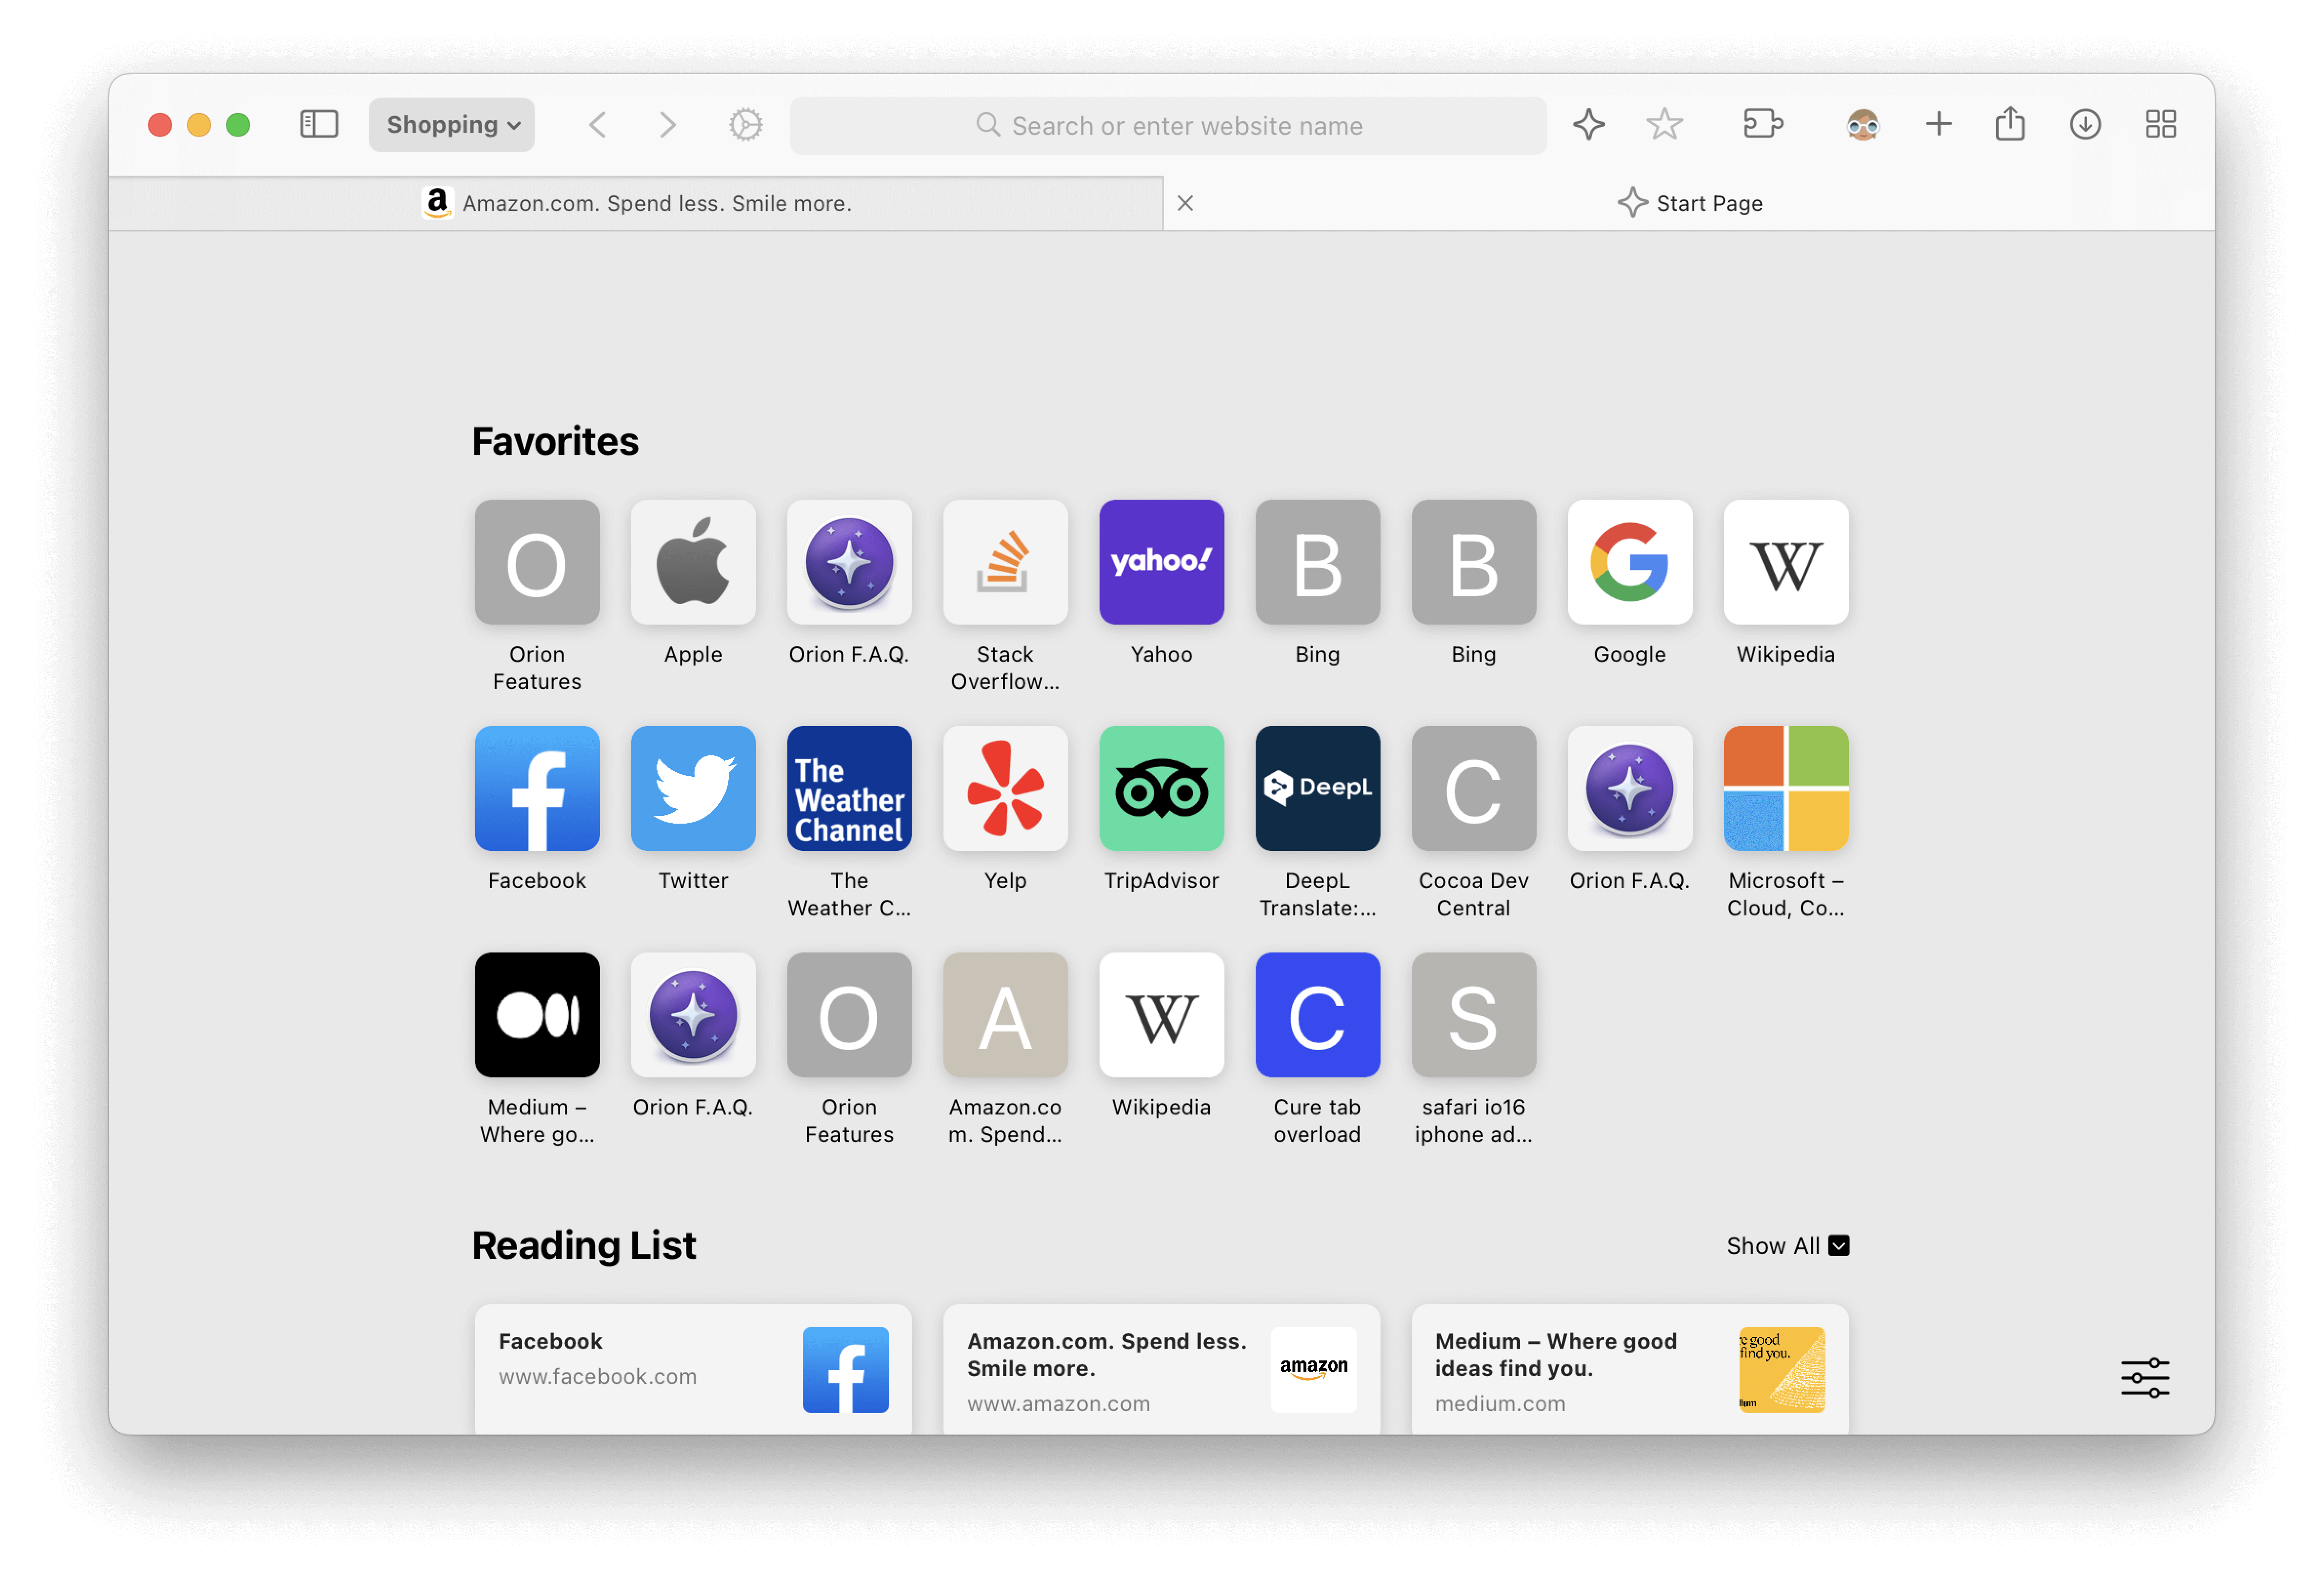 Shopping
Search or enter website name
a Amazon.com. Spend less. Smile more.
Start Page
Favorites
O
yahoo!
B
B
G
W
Orion
Features
Apple
Orion F.A.Q.
Stack
Overflow...
Yahoo
Bing
Bing
Google
Wikipedia
f
The
Weather
Channel
DeepL
C
Facebook
Twitter
The
Weather C...
Yelp
TripAdvisor
DeepL
Translate:...
Cocoa Dev
Central
Orion F.A.Q.
Microsoft –
Cloud, Co...
O
A
W
C
S
Medium –
Where go...
Orion F.A.Q.
Orion
Features
Amazon.co
m. Spend...
Wikipedia
Cure tab
overload
safari io16
iphone ad...
Reading List
Show All
Facebook
www.facebook.com
f
Amazon.com. Spend less.
Smile more.
www.amazon.com
amazon
Medium – Where good
ideas find you.
medium.com
good
find you.